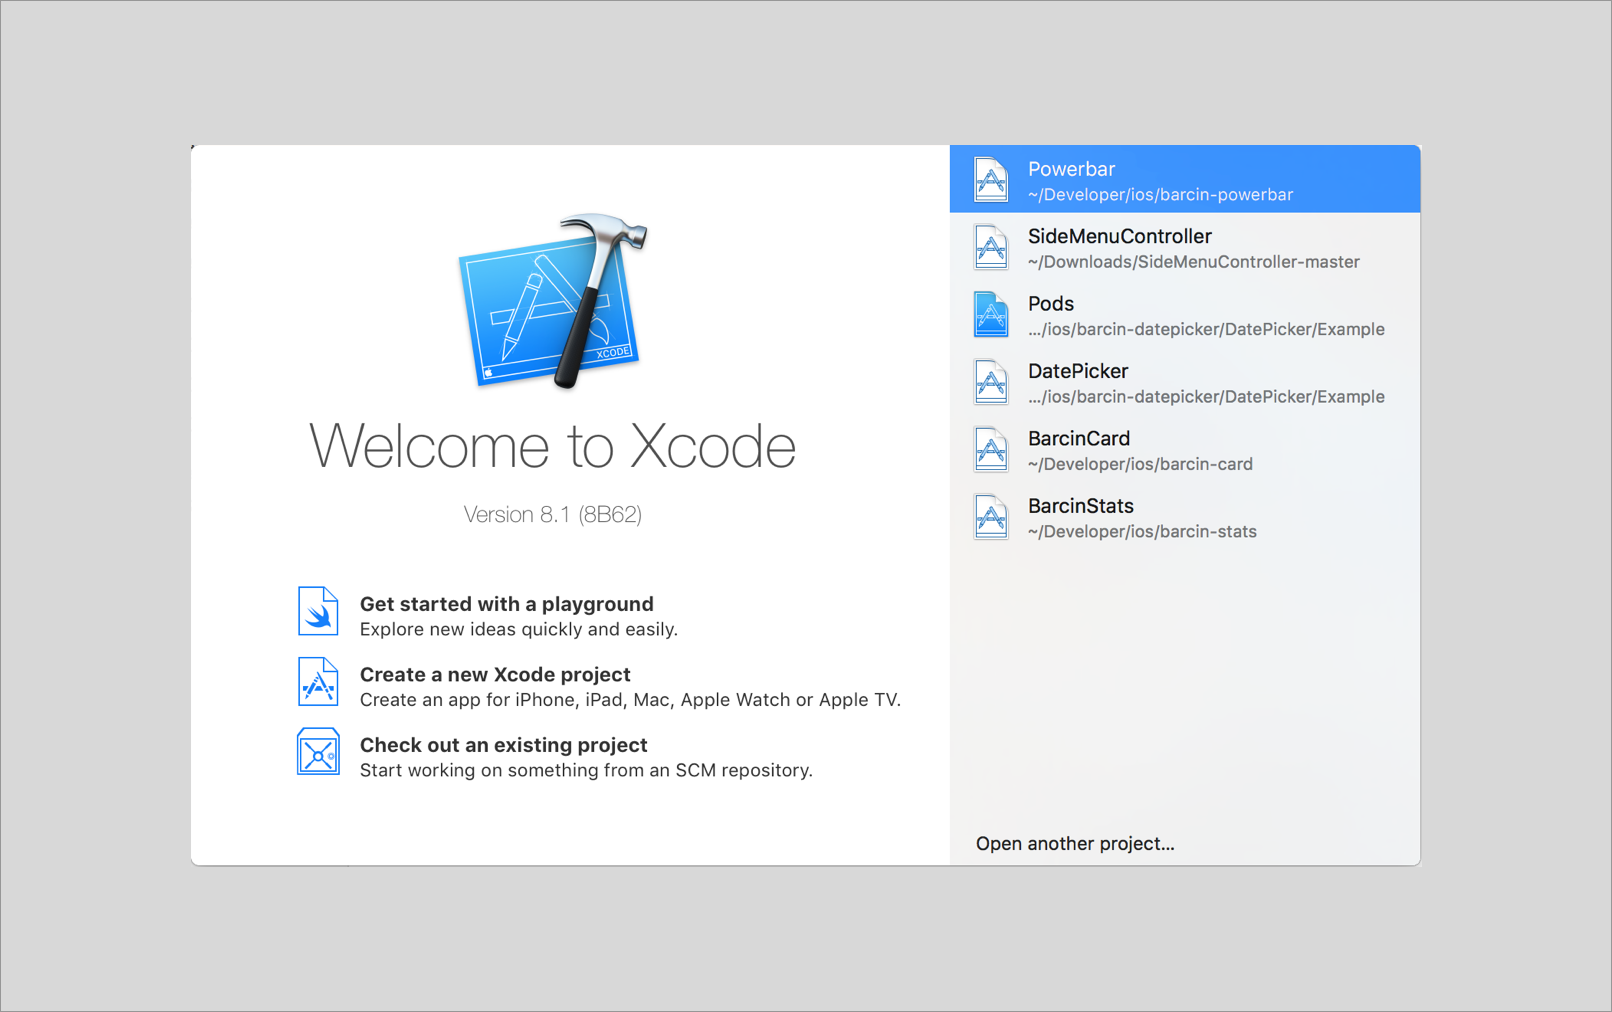 XCODE
Welcome to Xcode
Version 8.1 (8B62)
Get started with a playground
Explore new ideas quickly and easily.
Create a new Xcode project
Create an app for iPhone, iPad, Mac, Apple Watch or Apple TV.
Check out an existing project
Start working on something from an SCM repository.
Powerbar
~/Developer/ios/barcin-powerbar
SideMenuController
~/Downloads/SideMenuController-master
Pods
.../ios/barcin-datepicker/DatePicker/Example
DatePicker
.../ios/barcin-datepicker/DatePicker/Example
BarcinCard
~/Developer/ios/barcin-card
BarcinStats
~/Developer/ios/barcin-stats
Open another project...